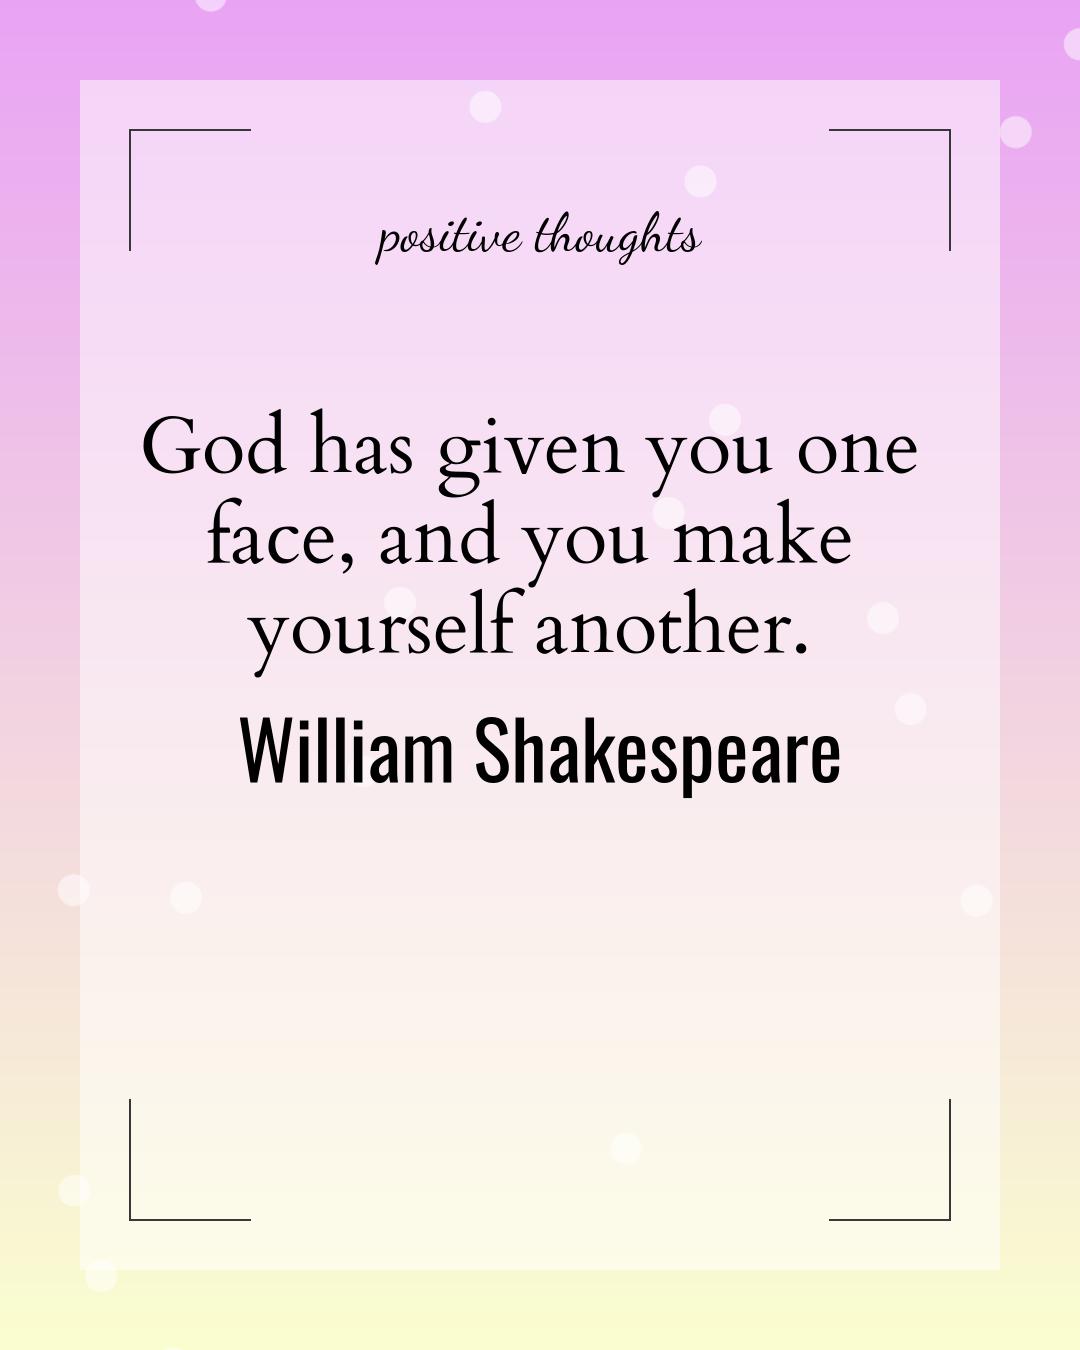 positive thoughts
God has given you one
face, and you make
yourself another.
William Shakespeare